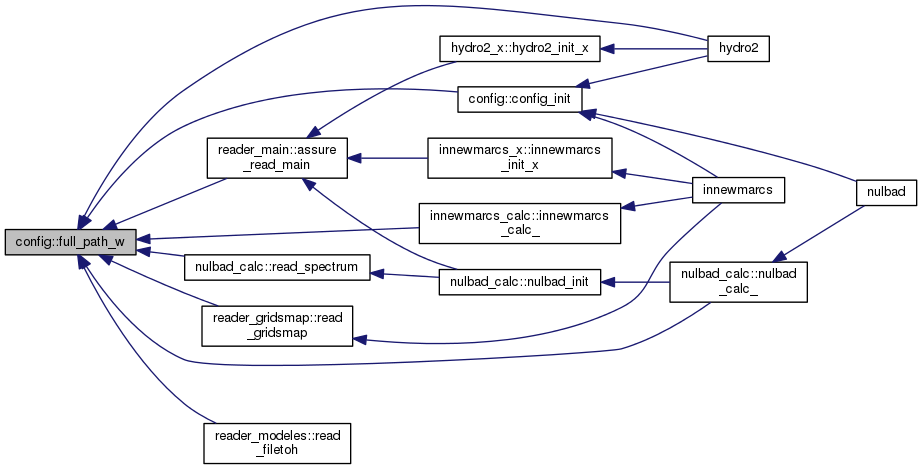 hydro2_x::hydro2_init_x
hydro2
config::config_init
reader_main::assure
_read_main
innewmarcs_x::innewmarcs
_init_x
innewmarcs
nulbad
innewmarcs_calc::innewmarcs
_calc_
config::full_path_w
nulbad_calc::read_spectrum
nulbad_calc::nulbad_init
nulbad_calc::nulbad
_calc_
reader_gridsmap::read
_gridsmap
reader_modeles::read
_filetoh